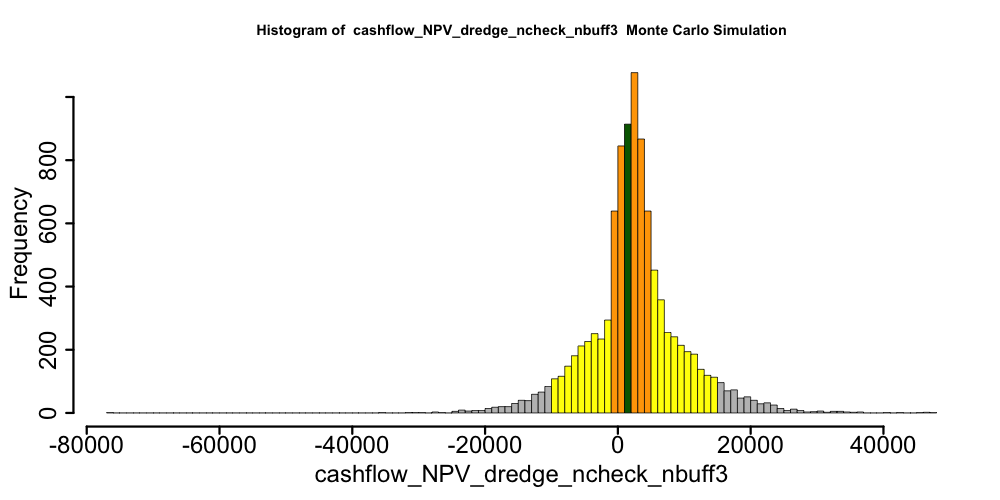 Histogram of cashflow_NPV_dredge_ncheck_nbuff3 Monte Carlo Simulation
Frequency
800
600
400
200
0
-80000 -60000 -40000 -20000 0 20000 40000
cashflow_NPV_dredge_ncheck_nbuff3